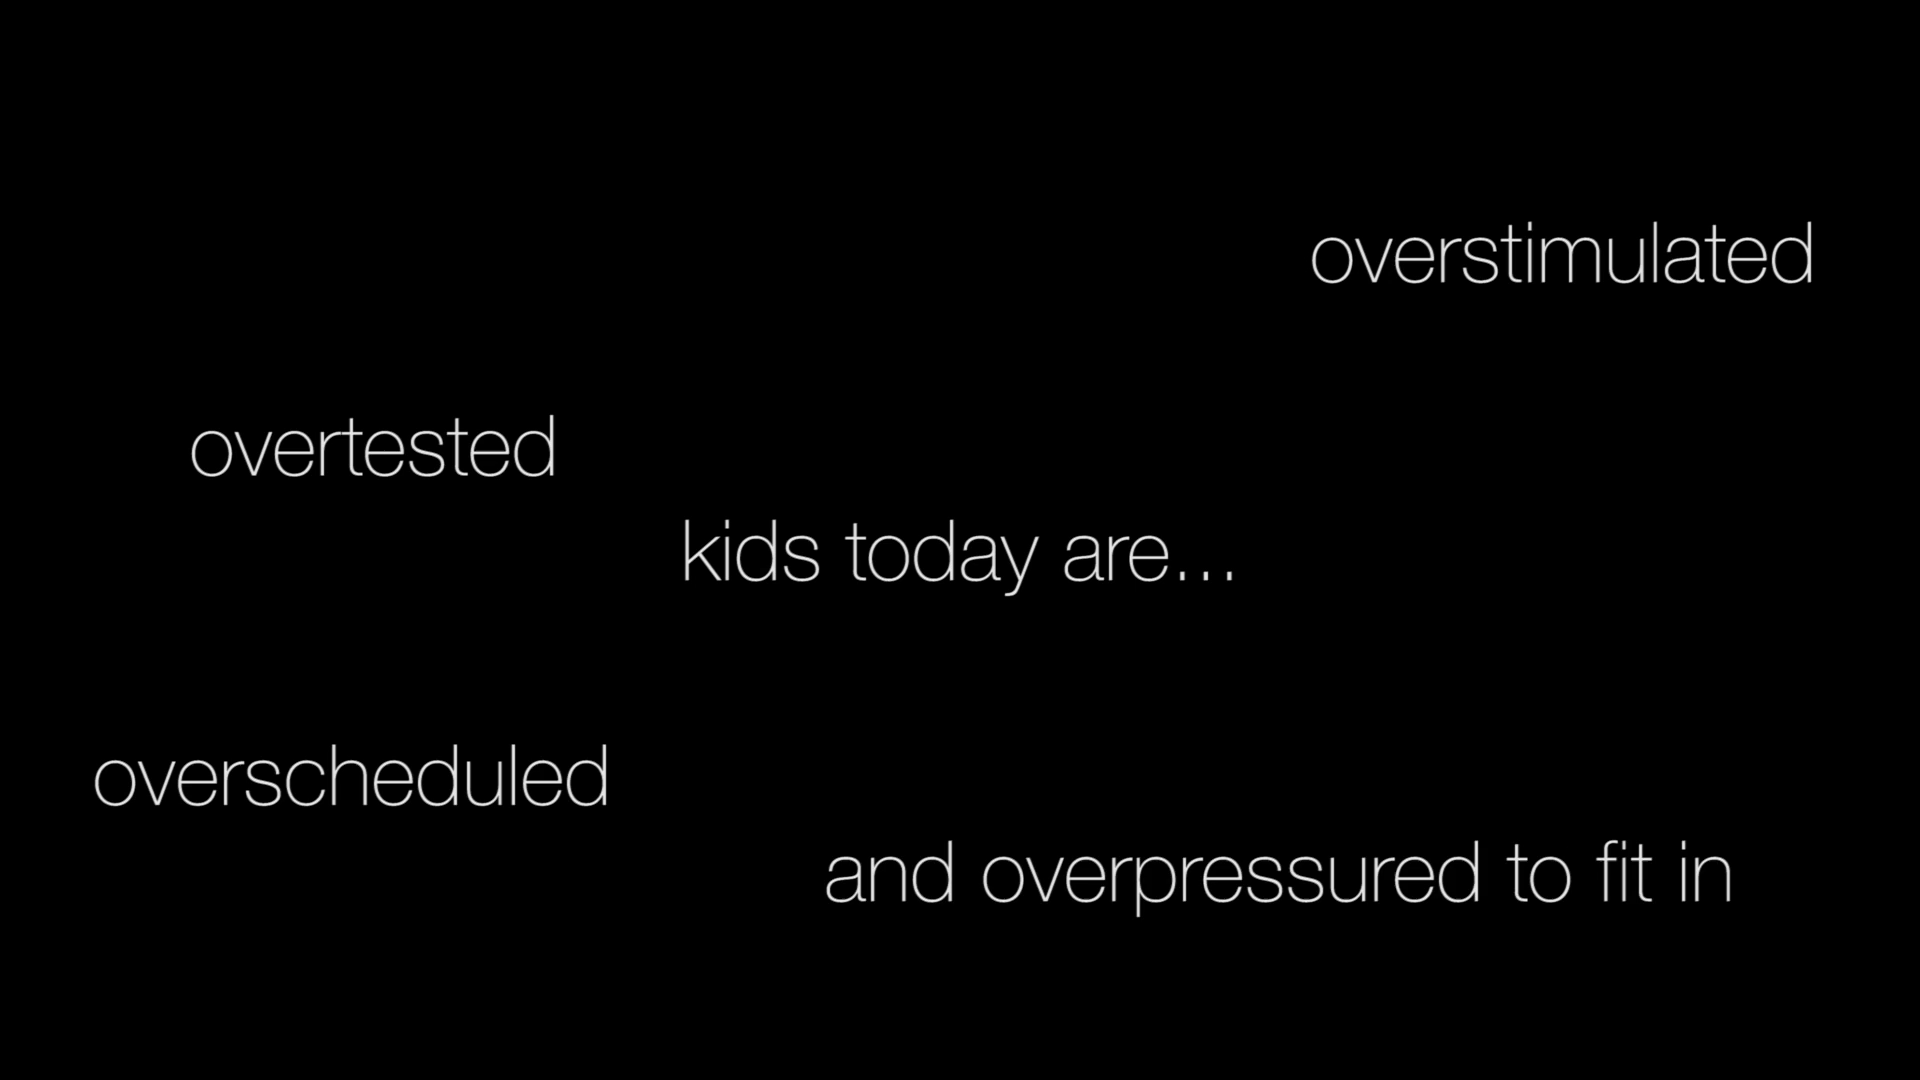 overstimulated
overtested
kids today are...
overscheduled
and overpressured to fit in